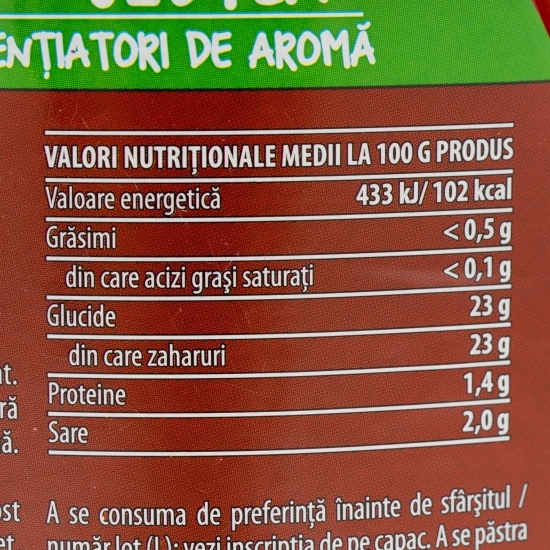 DE AROMĂ
VALORI NUTRIȚIONALE MEDII LA 100 G PRODUS
Valoare energetică 433 kJ/ 102 kcal
Grăsimi < 0,5 g
din care acizi grași saturați < 0,1 g
Glucide 23 g
din care zaharuri 23 g
Proteine 1,4 g
Sare 2,0 g
A se consuma de preferință înainte de sfârșitul /
număr lot (L): vezi inscripția de pe capac. A se păstra